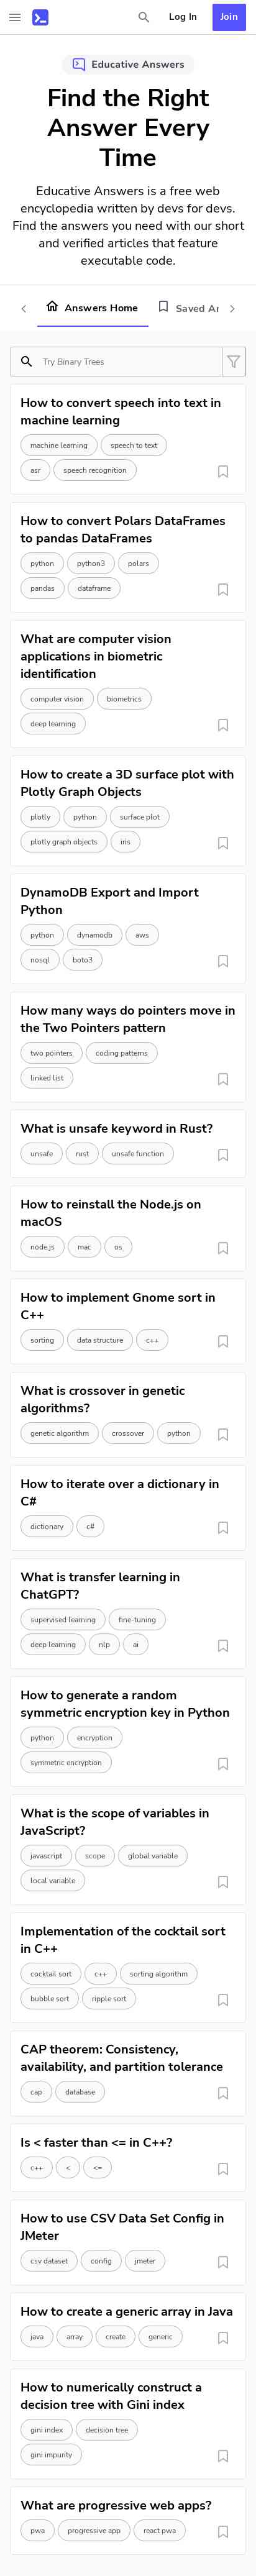 Log In
Join
Educative Answers
Find the Right
Answer Every
Time
Educative Answers is a free web
encyclopedia written by devs for devs.
Find the answers you need with our short
and verified articles that feature
executable code.
Answers Home
Saved Ar
Try Binary Trees
How to convert speech into text in
machine learning
machine learning
speech to text
asr
speech recognition
How to convert Polars DataFrames
to pandas DataFrames
python
python3
polars
pandas
dataframe
What are computer vision
applications in biometric
identification
computer vision
biometrics
deep learning
How to create a 3D surface plot with
Plotly Graph Objects
plotly
python
surface plot
plotly graph objects
iris
DynamoDB Export and Import
Python
python
dynamodb
aws
nosql
boto3
How many ways do pointers move in
the Two Pointers pattern
two pointers
coding patterns
linked list
What is unsafe keyword in Rust?
unsafe
rust
unsafe function
How to reinstall the Node.js on
macOS
node.js
mac
os
How to implement Gnome sort in
C++
sorting
data structure
c++
What is crossover in genetic
algorithms?
genetic algorithm
crossover
python
How to iterate over a dictionary in
C#
dictionary
c#
What is transfer learning in
ChatGPT?
supervised learning
fine-tuning
deep learning
nlp
ai
How to generate a random
symmetric encryption key in Python
python
encryption
symmetric encryption
What is the scope of variables in
JavaScript?
javascript
scope
global variable
local variable
Implementation of the cocktail sort
in C++
cocktail sort
c++
sorting algorithm
bubble sort
ripple sort
CAP theorem: Consistency,
availability, and partition tolerance
cap
database
Is < faster than <= in C++?
c++
<
<=
How to use CSV Data Set Config in
JMeter
csv dataset
config
jmeter
How to create a generic array in Java
java
array
create
generic
How to numerically construct a
decision tree with Gini index
gini index
decision tree
gini impurity
What are progressive web apps?
pwa
progressive app
react pwa